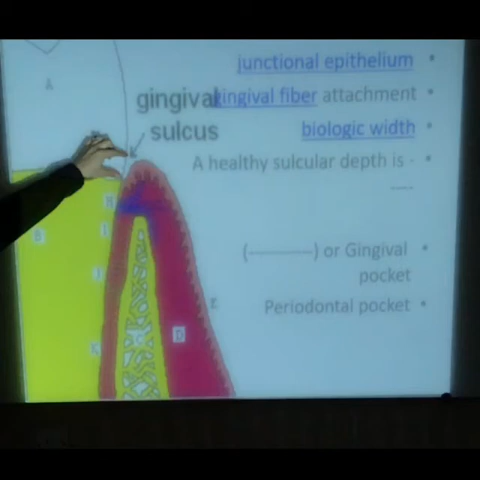 junctional epithelium •
gingival fiber attachment •
gingival
sulcus
biologic width •
A healthy sulcular depth is - •
----
(------------) or Gingival •
pocket
Periodontal pocket •
A
B
H
I
J
K
C
D
E